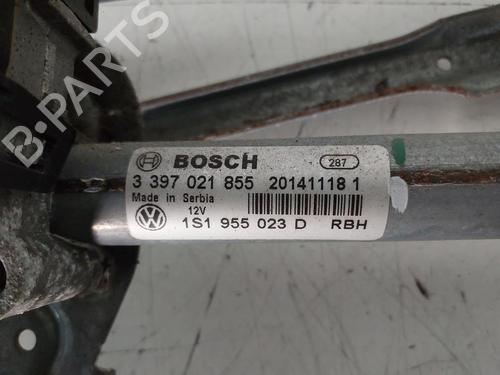 B-PARTS
BOSCH 287
3 397 021 855 20141118 1
Made in Serbia
12V
1S1 955 023 D RBH